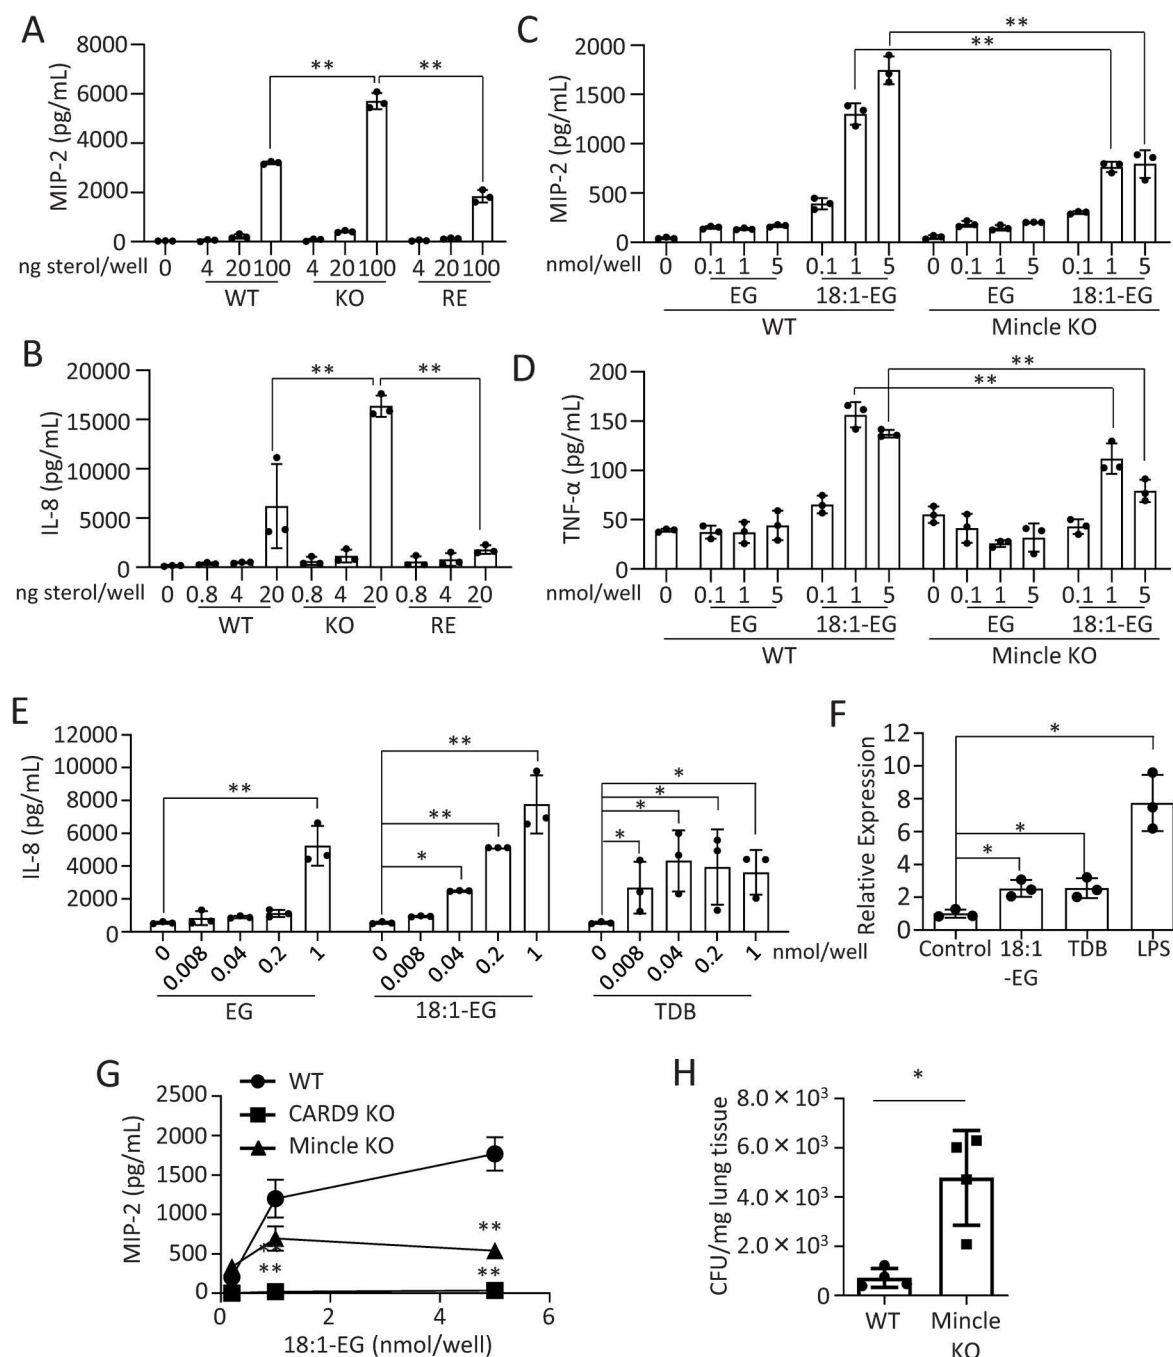 A
MIP-2 (pg/mL)
8000
6000
4000
2000
0
** **
ng sterol/well 0 4 20 100 4 20 100 4 20 100
WT KO RE
B
IL-8 (pg/mL)
20000
15000
10000
5000
0
** **
ng sterol/well 0 0.8 4 20 0.8 4 20 0.8 4 20
WT KO RE
C
MIP-2 (pg/mL)
2000
1500
1000
500
0
**
**
nmol/well 0 0.1 1 5 0.1 1 5 0 0.1 1 5 0.1 1 5
EG 18:1-EG EG 18:1-EG
WT Mincle KO
D
TNF-α (pg/mL)
200
150
100
50
0
**
**
nmol/well 0 0.1 1 5 0.1 1 5 0 0.1 1 5 0.1 1 5
EG 18:1-EG EG 18:1-EG
WT Mincle KO
E
IL-8 (pg/mL)
12000
10000
8000
6000
4000
2000
0
**
** ** *
* * * *
0 0.008 0.04 0.2 1 0 0.008 0.04 0.2 1 0 0.008 0.04 0.2 1 nmol/well
EG 18:1-EG TDB
F
Relative Expression
12
10
8
6
4
2
0
*
*
*
Control 18:1 TDB LPS
-EG
G
WT
CARD9 KO
Mincle KO
MIP-2 (pg/mL)
2500
2000
1500
1000
500
0
** **
** **
0 2 4 6
18:1-EG (nmol/well)
H
CFU/mg lung tissue
*
8.0 × 10³
6.0 × 10³
4.0 × 10³
2.0 × 10³
0
WT Mincle
KO